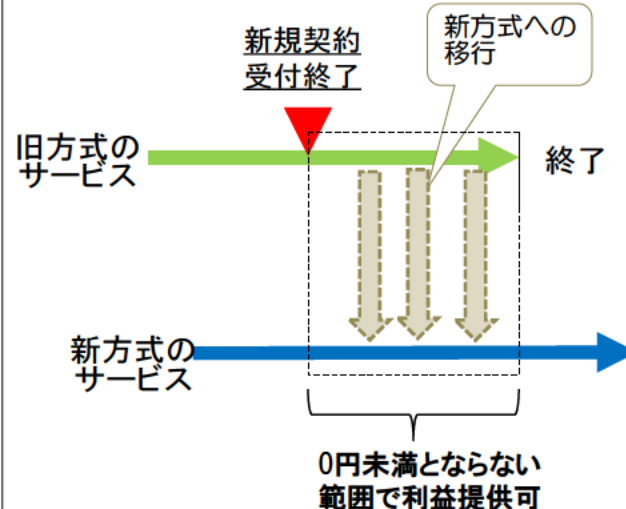 新規契約
受付終了
新方式への
移行
旧方式の
サービス
終了
新方式の
サービス
0円未満とならない
範囲で利益提供可